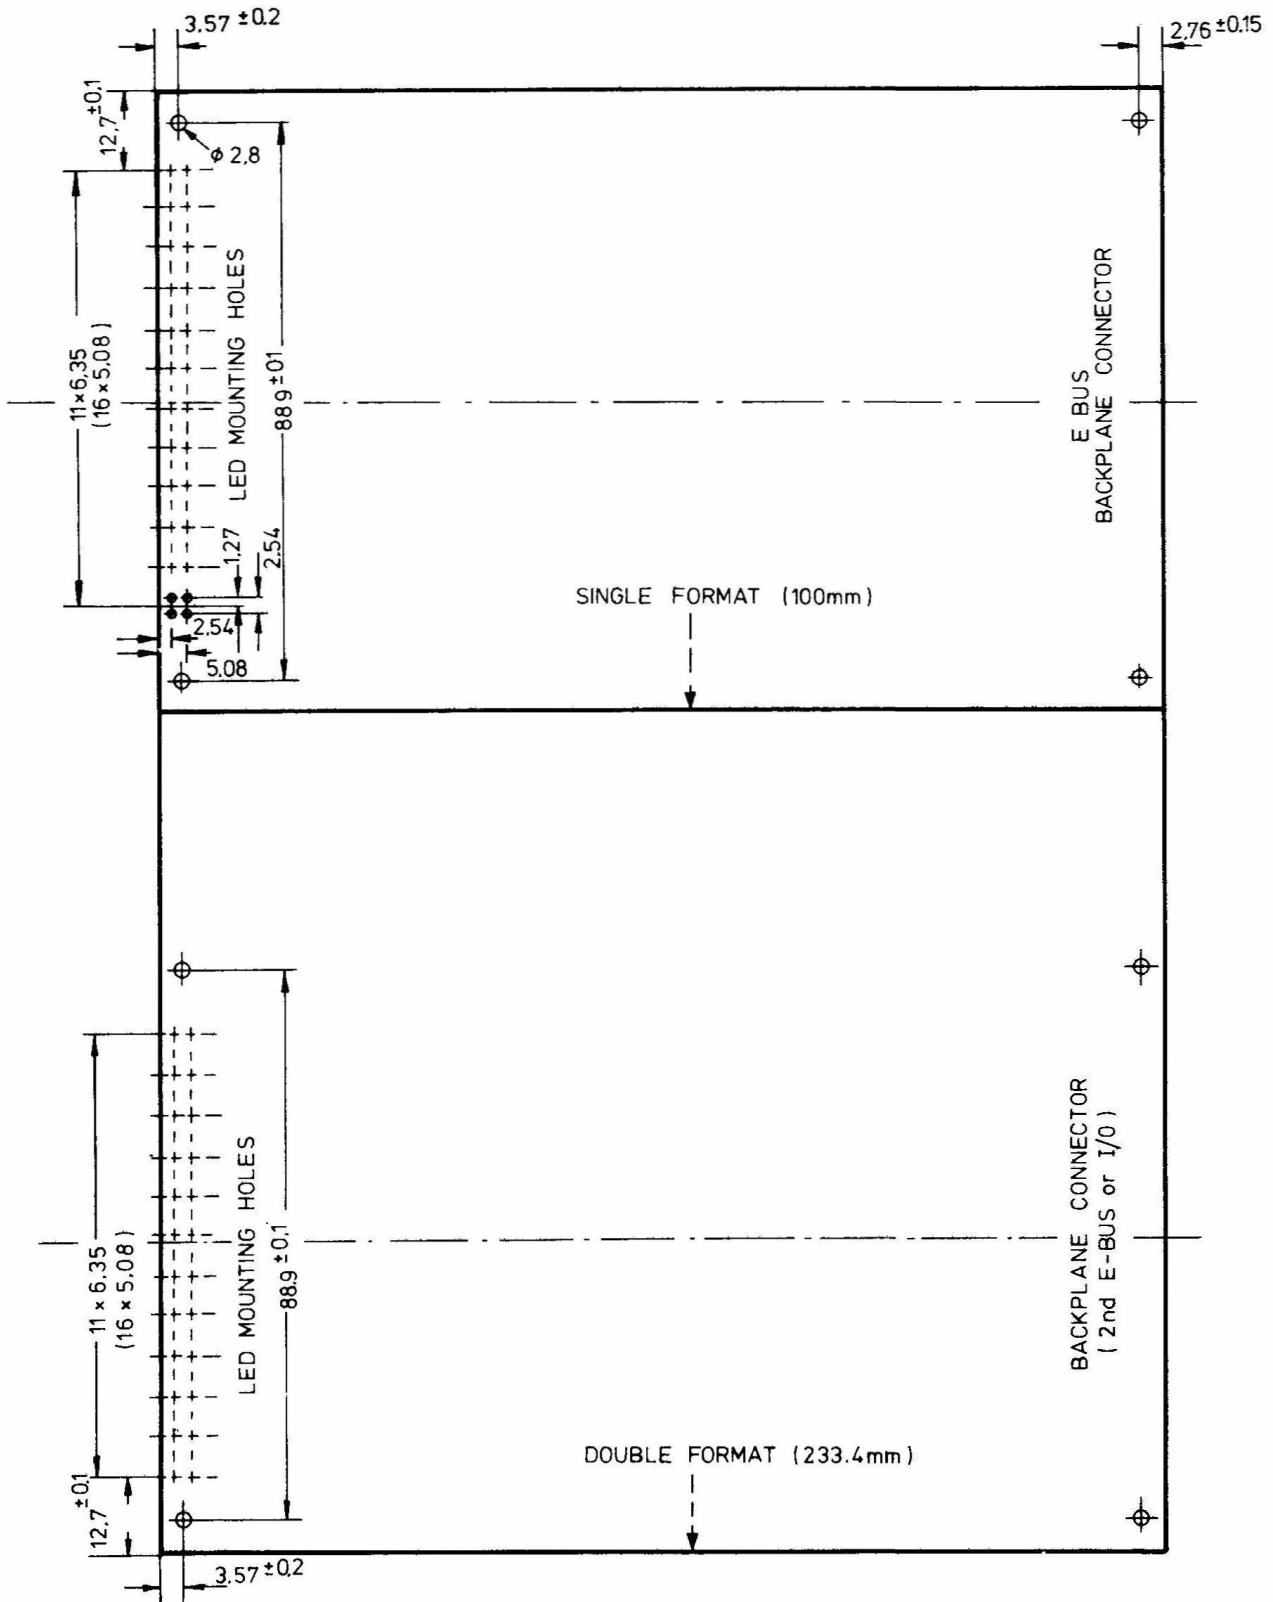 3.57 ±0.2
2.76 ±0.15
12.7 ±0.1
ϕ 2,8
11×6,35
(16×5.08)
LED MOUNTING HOLES
88.9 ±01
E BUS
BACKPLANE CONNECTOR
1,27
2.54
SINGLE FORMAT (100mm)
2,54
5.08
11×6.35
(16×5.08)
LED MOUNTING HOLES
88.9 ±0.1
BACKPLANE CONNECTOR
(2nd E-BUS or I/O)
DOUBLE FORMAT (233.4mm)
12.7 ±0.1
3.57 ±0,2